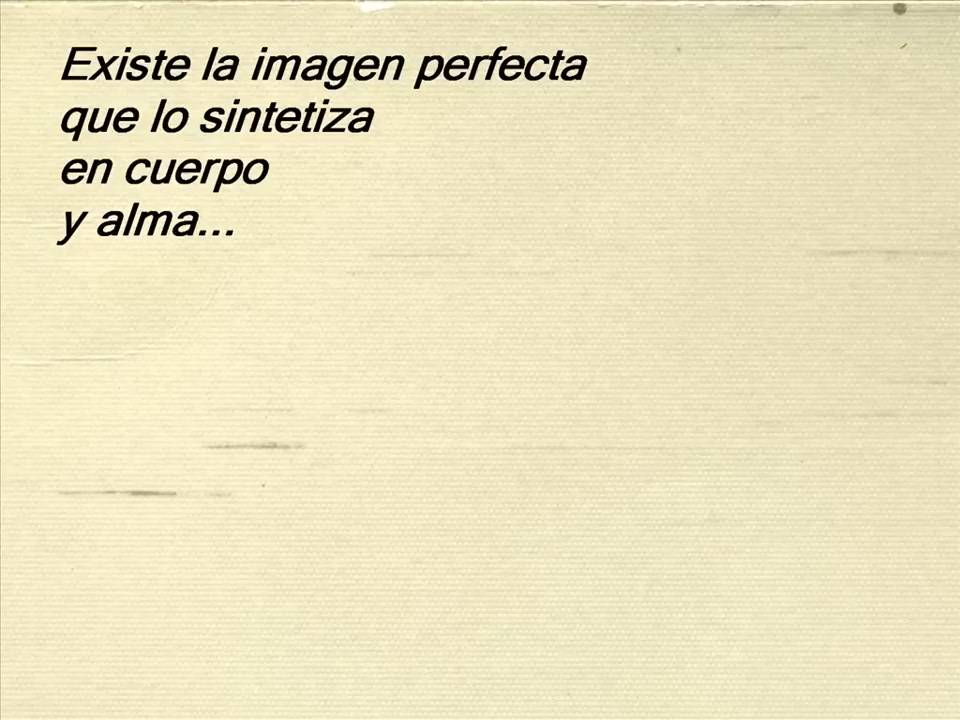 Existe la imagen perfecta
que lo sintetiza
en cuerpo
y alma...